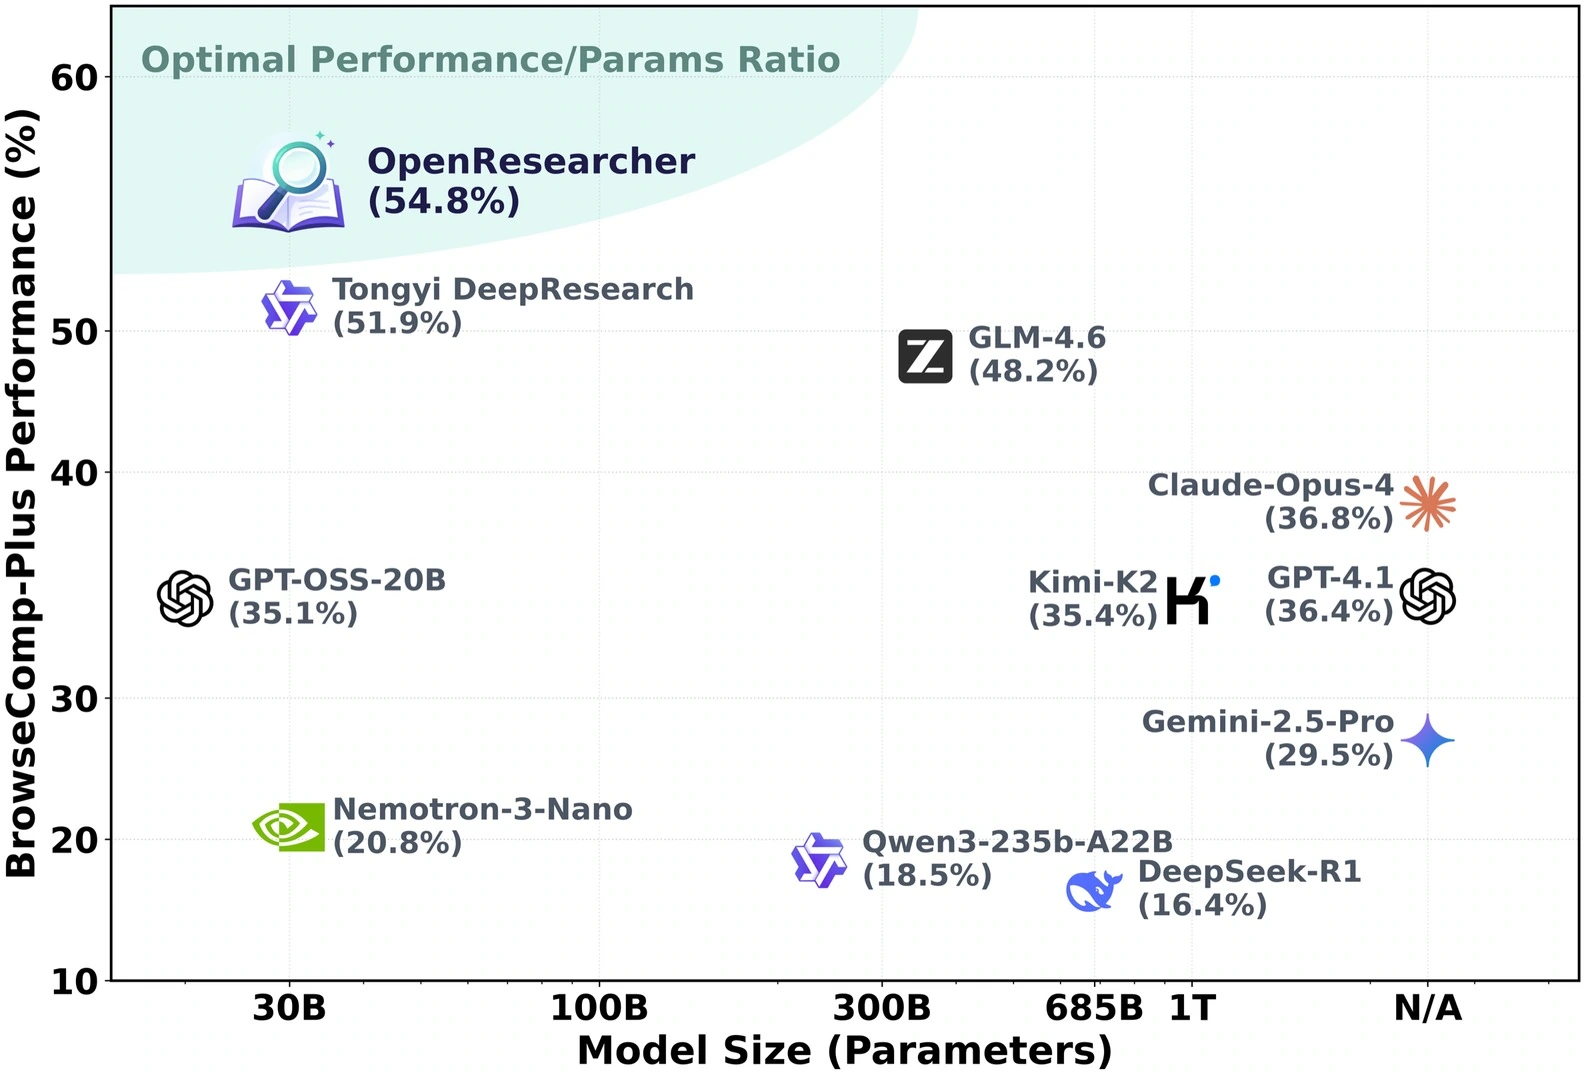 Optimal Performance/Params Ratio
OpenResearcher
(54.8%)
Tongyi DeepResearch
(51.9%)
GLM-4.6
(48.2%)
Claude-Opus-4
(36.8%)
GPT-OSS-20B
(35.1%)
Kimi-K2
(35.4%)
GPT-4.1
(36.4%)
Gemini-2.5-Pro
(29.5%)
Nemotron-3-Nano
(20.8%)
Qwen3-235b-A22B
(18.5%)
DeepSeek-R1
(16.4%)
BrowseComp-Plus Performance (%)
60
50
40
30
20
10
30B
100B
300B
685B
1T
N/A
Model Size (Parameters)